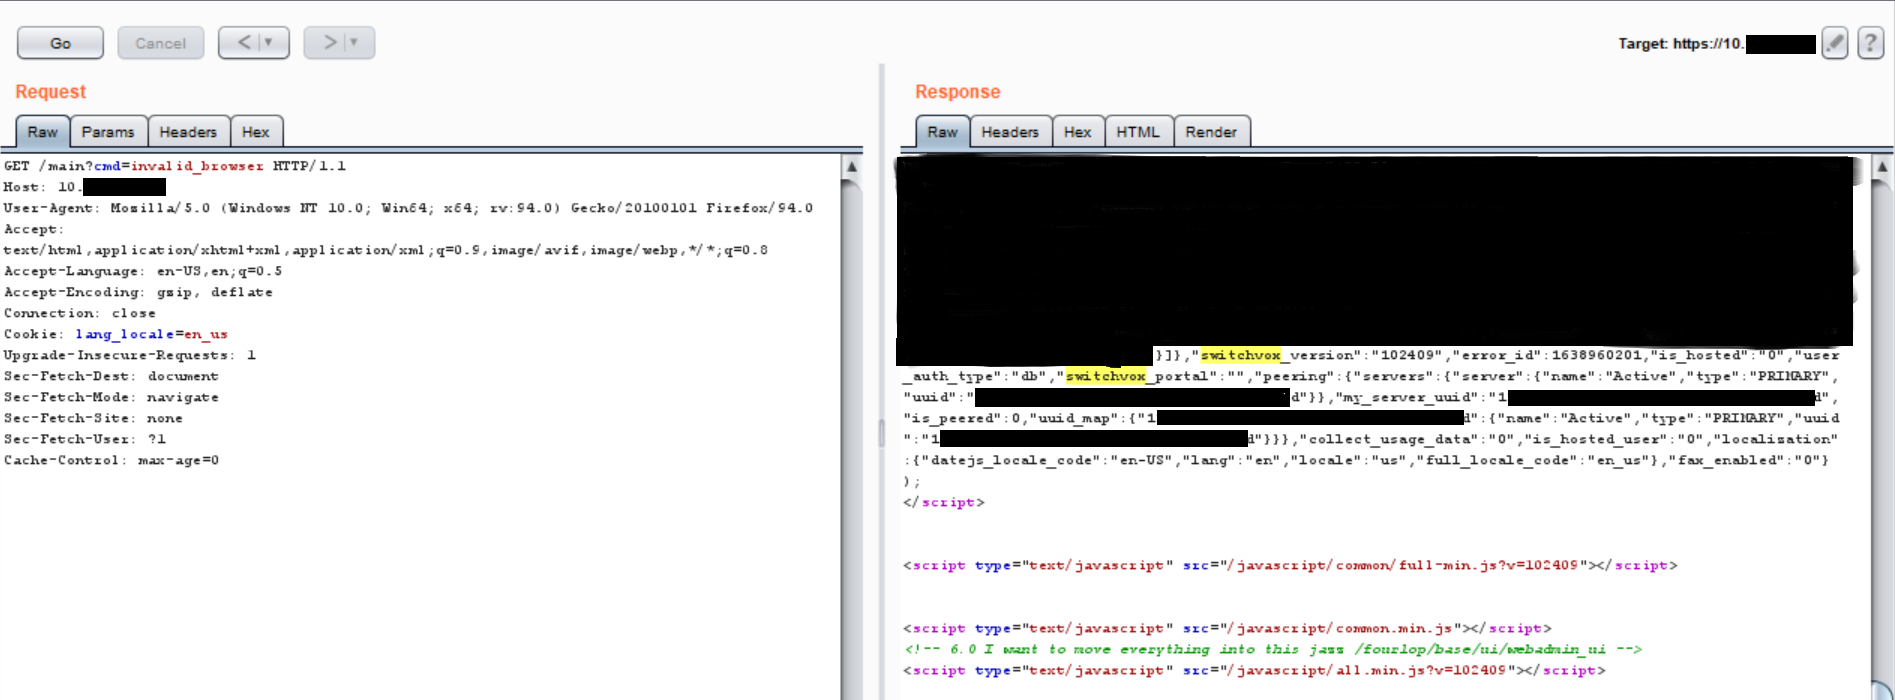 Go
Cancel
<
>
Target: https://10.
?
Request
Raw
Params
Headers
Hex
GET /main?cmd=invalid_browser HTTP/1.1
Host: 10.
User-Agent: Mozilla/5.0 (Windows NT 10.0; Win64; x64; rv:94.0) Gecko/20100101 Firefox/94.0
Accept:
text/html,application/xhtml+xml,application/xml;q=0.9,image/avif,image/webp,*/*;q=0.8
Accept-Language: en-US,en;q=0.5
Accept-Encoding: gzip, deflate
Connection: close
Cookie: lang_locale=en_us
Upgrade-Insecure-Requests: 1
Sec-Fetch-Dest: document
Sec-Fetch-Mode: navigate
Sec-Fetch-Site: none
Sec-Fetch-User: ?1
Cache-Control: max-age=0
Response
Raw
Headers
Hex
HTML
Render
}]},"switchvox_version":"102409","error_id":1638960201,"is_hosted":"0","user
_auth_type":"db","switchvox_portal":"","peering":{"servers":{"server":{"name":"Active","type":"PRIMARY",
"uuid":" d"}},"my_server_uuid":"1 d",
"is_peered":0,"uuid_map":{"1 d":{"name":"Active","type":"PRIMARY","uuid
":"1 d"}}},"collect_usage_data":"0","is_hosted_user":"0","localization"
:{"datejs_locale_code":"en-US","lang":"en","locale":"us","full_locale_code":"en_us"},"fax_enabled":"0"}
);
</script>
<script type="text/javascript" src="/javascript/common/full-min.js?v=102409"></script>
<script type="text/javascript" src="/javascript/common.min.js"></script>
<!-- 6.0 I want to move everything into this jazz /fourlop/base/ui/webadmin_ui -->
<script type="text/javascript" src="/javascript/all.min.js?v=102409"></script>